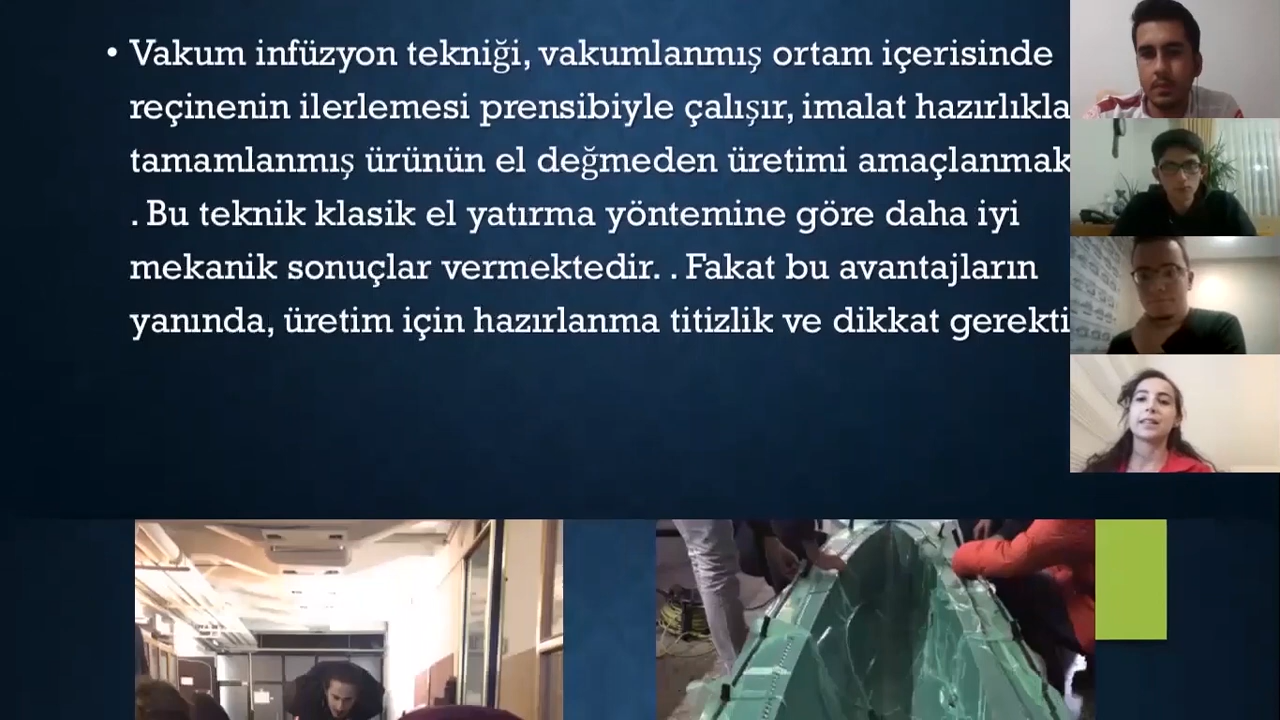 • Vakum infüzyon tekniği, vakumlanmış ortam içerisinde
reçinenin ilerlemesi prensibiyle çalışır, imalat hazırlıkla
tamamlanmış ürünün el değmeden üretimi amaçlanmak
. Bu teknik klasik el yatırma yöntemine göre daha iyi
mekanik sonuçlar vermektedir. . Fakat bu avantajların
yanında, üretim için hazırlanma titizlik ve dikkat gerekti